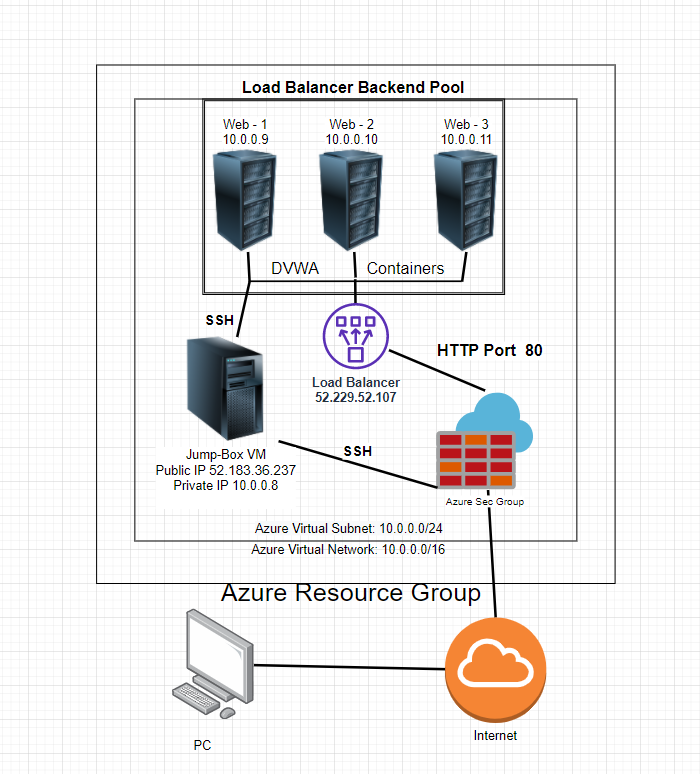 Load Balancer Backend Pool
Web - 1
10.0.0.9
Web - 2
10.0.0.10
Web - 3
10.0.0.11
DVWA
Containers
SSH
HTTP Port 80
Load Balancer
52.229.52.107
SSH
Jump-Box VM
Public IP 52.183.36.237
Private IP 10.0.0.8
Azure Sec Group
Azure Virtual Subnet: 10.0.0.0/24
Azure Virtual Network: 10.0.0.0/16
Azure Resource Group
Internet
PC